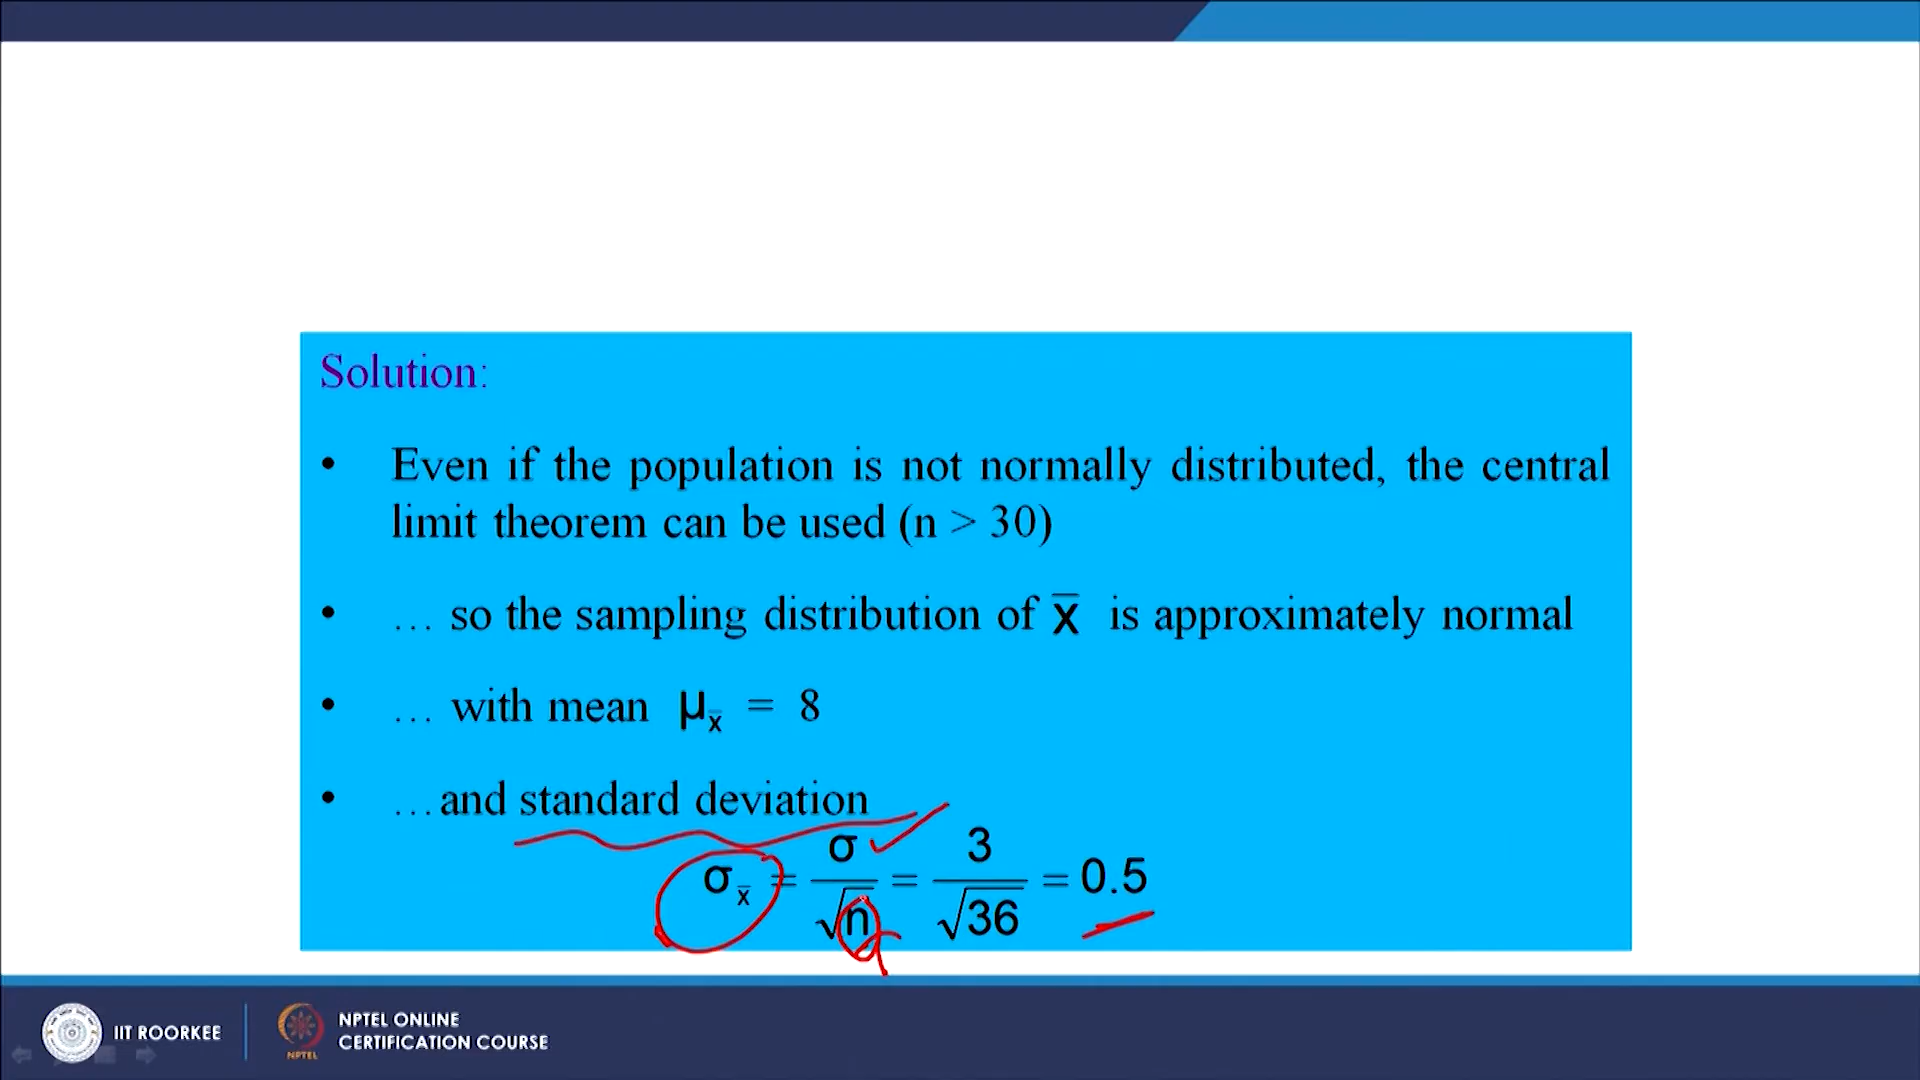 Solution:
• Even if the population is not normally distributed, the central
limit theorem can be used (n > 30)
• … so the sampling distribution of x̅ is approximately normal
• … with mean μx̅ = 8
• …and standard deviation
σx̅ = σ/√n = 3/√36 = 0.5
IIT ROORKEE
NPTEL
NPTEL ONLINE
CERTIFICATION COURSE